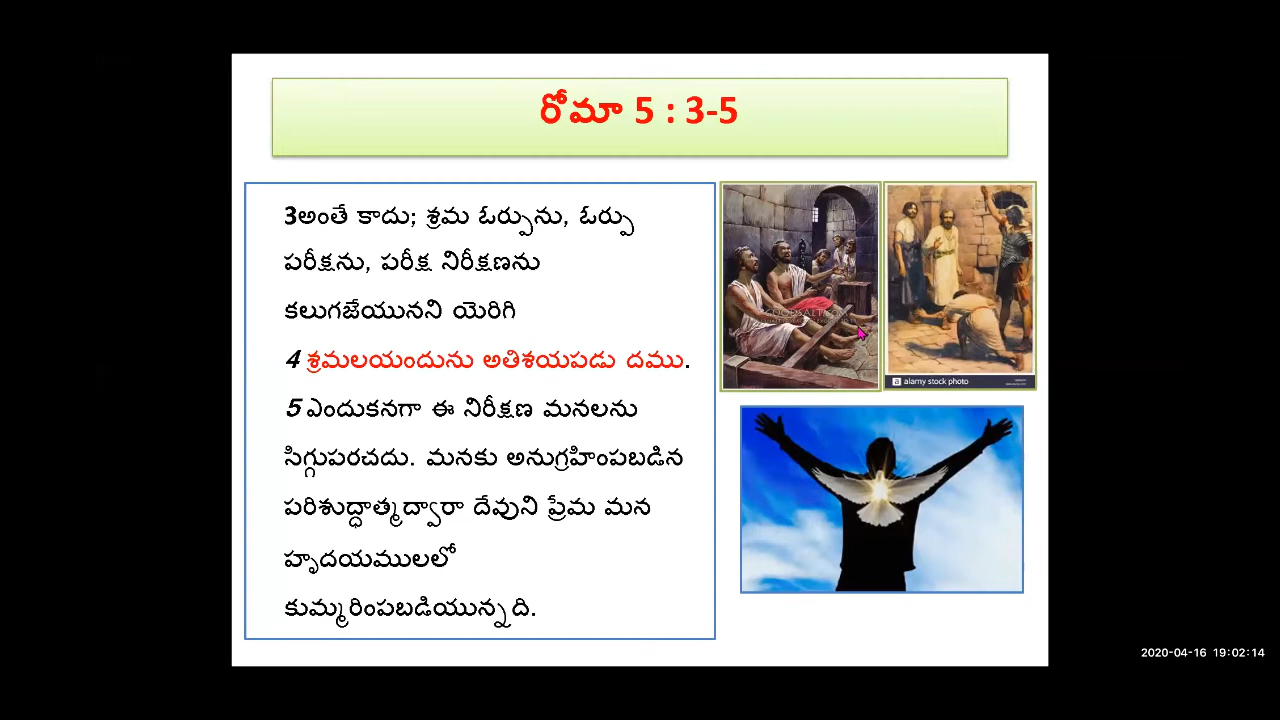 రోమా 5 : 3-5
3అంతే కాదు; శ్రమ ఓర్పును, ఓర్పు
పరీక్షను, పరీక్ష నిరీక్షణను
కలుగజేయునని యెరిగి
4 శ్రమలయందును అతిశయపడు దము.
5 ఎందుకనగా ఈ నిరీక్షణ మనలను
సిగ్గుపరచదు. మనకు అనుగ్రహింపబడిన
పరిశుద్ధాత్మద్వారా దేవుని ప్రేమ మన
హృదయములలో
కుమ్మరింపబడియున్నది.
GOODSALT.COM
a alamy stock photo
2020-04-16 19:02:14